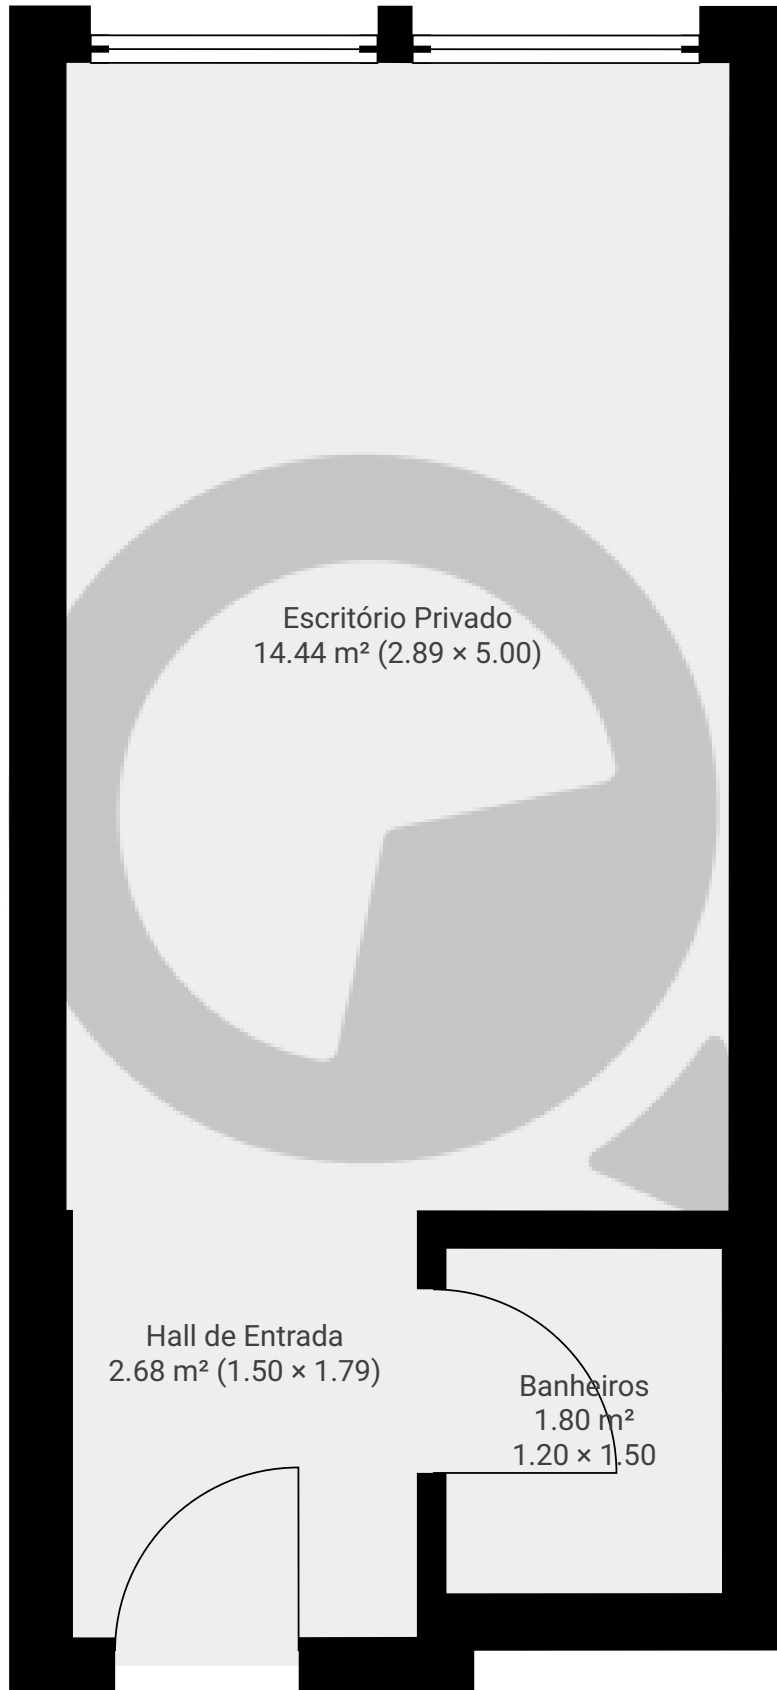 Escritório Privado
14.44 m² (2.89 × 5.00)
Hall de Entrada
2.68 m² (1.50 × 1.79)
Banheiros
1.80 m²
1.20 × 1.50